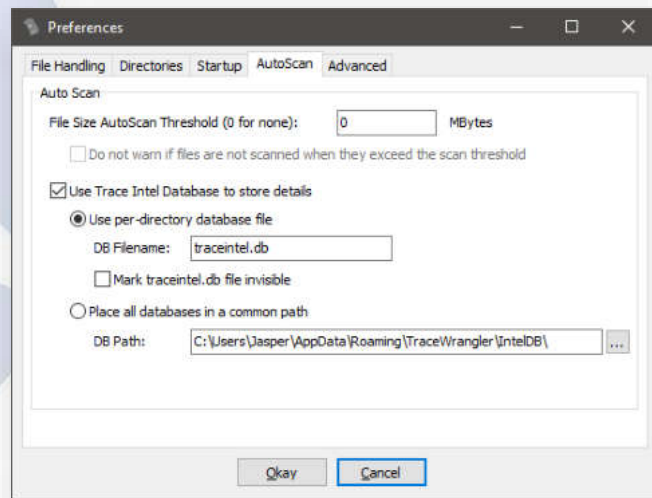 Preferences
File Handling Directories Startup AutoScan Advanced
Auto Scan
File Size AutoScan Threshold (0 for none): 0 MBytes
Do not warn if files are not scanned when they exceed the scan threshold
Use Trace Intel Database to store details
Use per-directory database file
DB Filename: traceintel.db
Mark traceintel.db file invisible
Place all databases in a common path
DB Path: C:\Users\Jasper\AppData\Roaming\TraceWrangler\IntelDB\ ...
Okay Cancel